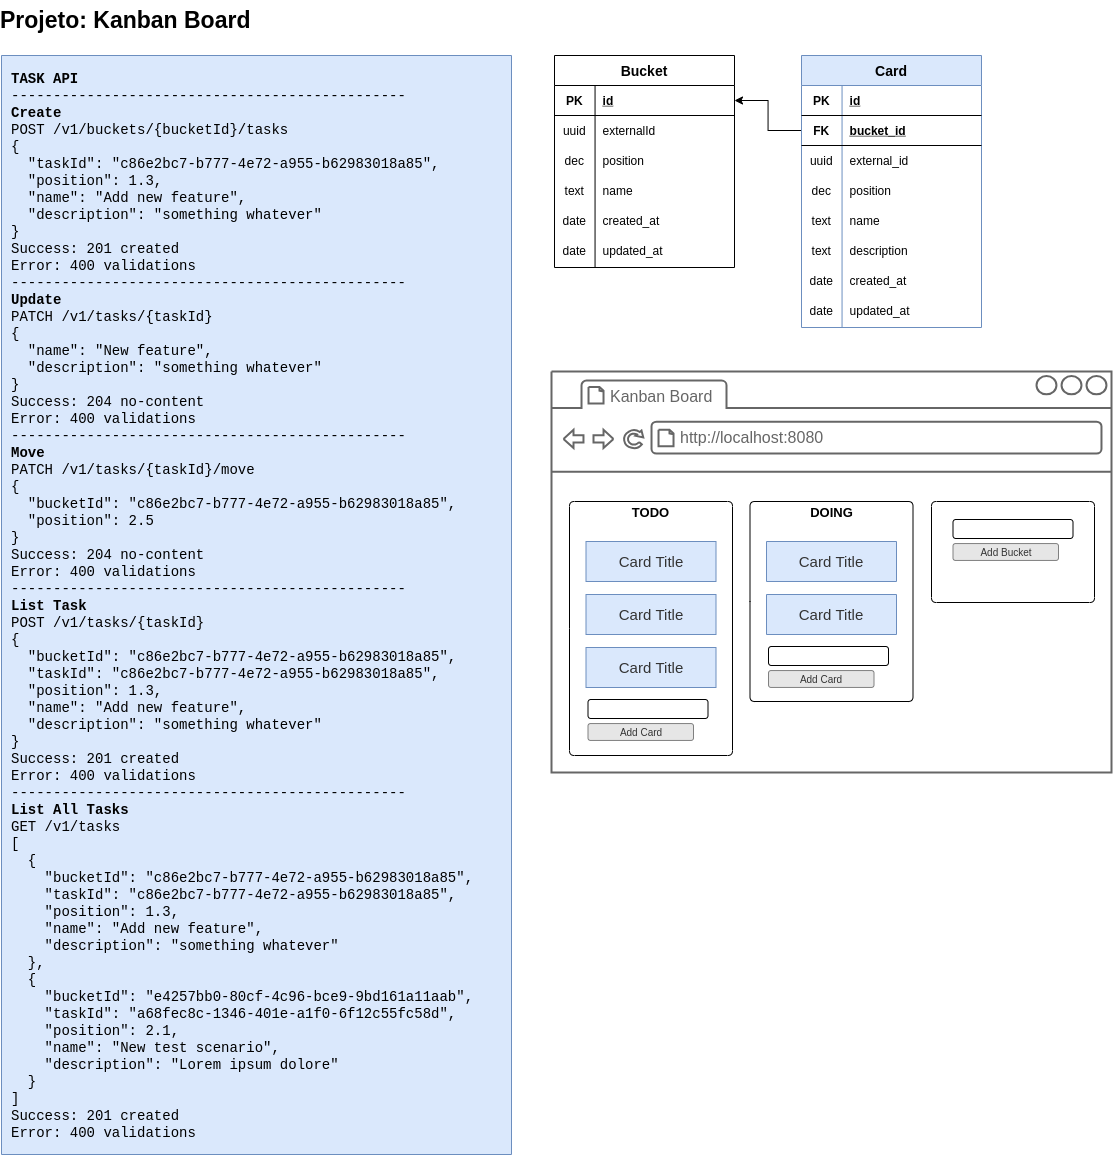 Projeto: Kanban Board
TASK API
-----------------------------------------------
Create
POST /v1/buckets/{bucketId}/tasks
{
  "taskId": "c86e2bc7-b777-4e72-a955-b62983018a85",
  "position": 1.3,
  "name": "Add new feature",
  "description": "something whatever"
}
Success: 201 created
Error: 400 validations
-----------------------------------------------
Update
PATCH /v1/tasks/{taskId}
{
  "name": "New feature",
  "description": "something whatever"
}
Success: 204 no-content
Error: 400 validations
-----------------------------------------------
Move
PATCH /v1/tasks/{taskId}/move
{
  "bucketId": "c86e2bc7-b777-4e72-a955-b62983018a85",
  "position": 2.5
}
Success: 204 no-content
Error: 400 validations
-----------------------------------------------
List Task
POST /v1/tasks/{taskId}
{
  "bucketId": "c86e2bc7-b777-4e72-a955-b62983018a85",
  "taskId": "c86e2bc7-b777-4e72-a955-b62983018a85",
  "position": 1.3,
  "name": "Add new feature",
  "description": "something whatever"
}
Success: 201 created
Error: 400 validations
-----------------------------------------------
List All Tasks
GET /v1/tasks
[
  {
    "bucketId": "c86e2bc7-b777-4e72-a955-b62983018a85",
    "taskId": "c86e2bc7-b777-4e72-a955-b62983018a85",
    "position": 1.3,
    "name": "Add new feature",
    "description": "something whatever"
  },
  {
    "bucketId": "e4257bb0-80cf-4c96-bce9-9bd161a11aab",
    "taskId": "a68fec8c-1346-401e-a1f0-6f12c55fc58d",
    "position": 2.1,
    "name": "New test scenario",
    "description": "Lorem ipsum dolore"
  }
]
Success: 201 created
Error: 400 validations
Bucket
PK id
uuid externalId
dec position
text name
date created_at
date updated_at
Card
PK id
FK bucket_id
uuid external_id
dec position
text name
text description
date created_at
date updated_at
Kanban Board
http://localhost:8080
TODO
Card Title
Card Title
Card Title
Add Card
DOING
Card Title
Card Title
Add Card
Add Bucket